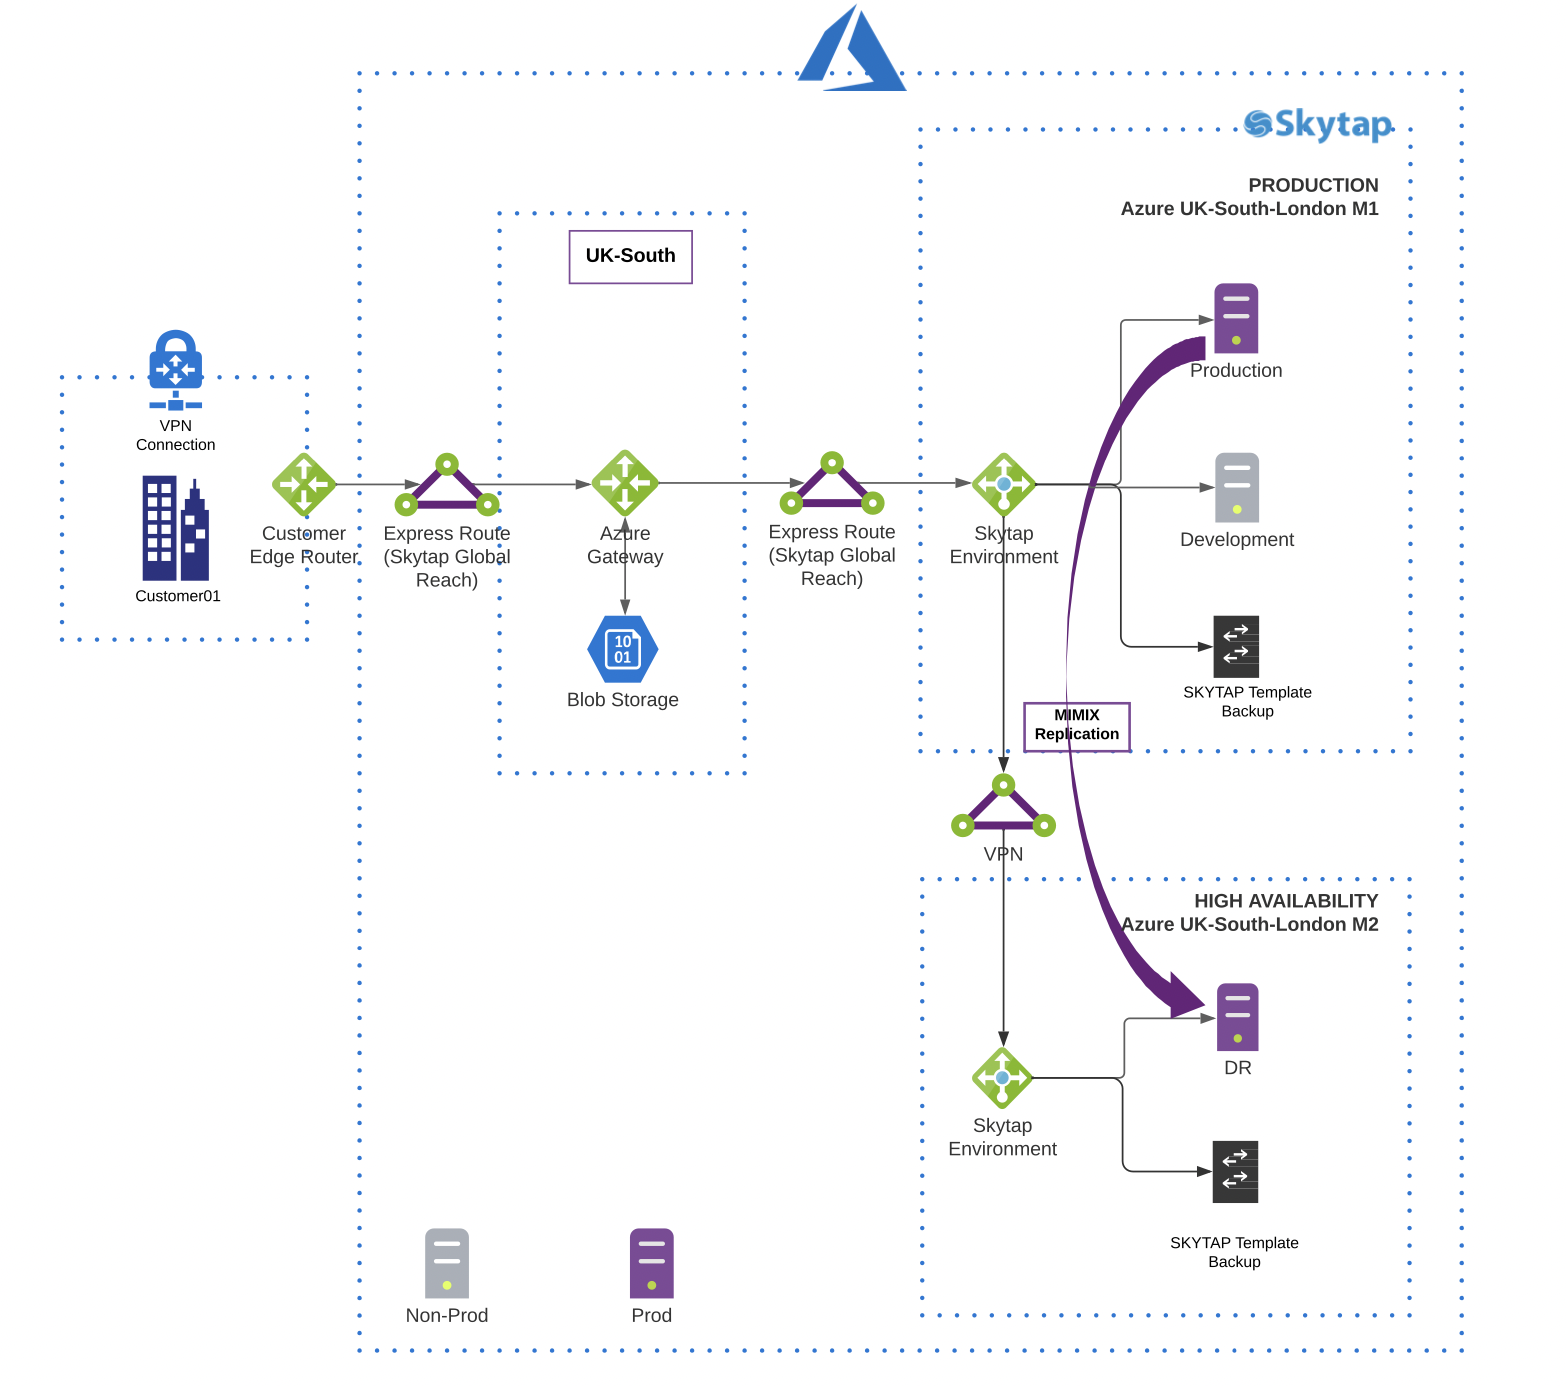 Skytap
PRODUCTION
Azure UK-South-London M1
UK-South
Production
VPN
Connection
Customer
Edge Router
Express Route
(Skytap Global
Reach)
Azure
Gateway
Express Route
(Skytap Global
Reach)
Skytap
Environment
Development
Customer01
10
01
Blob Storage
SKYTAP Template
Backup
MIMIX
Replication
VPN
HIGH AVAILABILITY
Azure UK-South-London M2
DR
Skytap
Environment
SKYTAP Template
Backup
Non-Prod
Prod